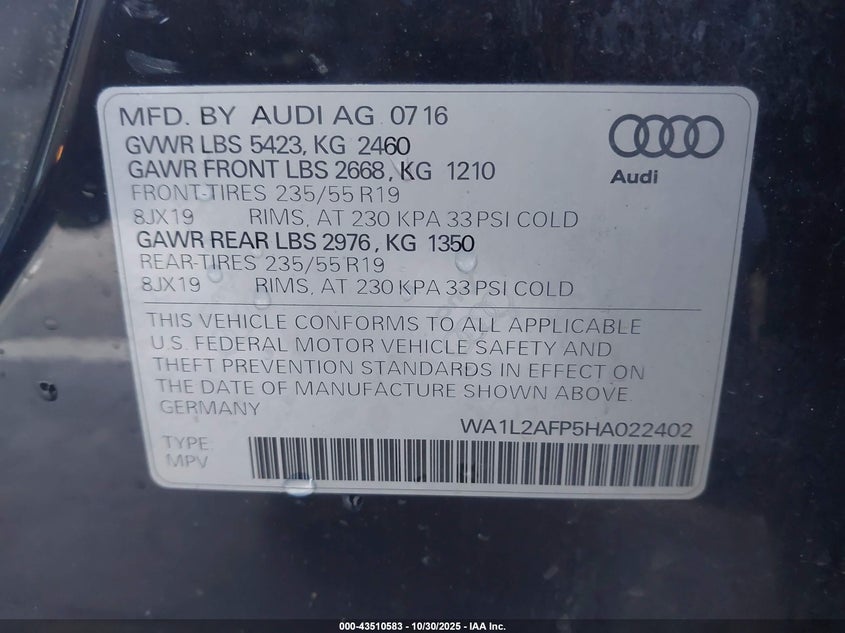 MFD. BY AUDI AG 07 16
GVWR LBS 5423, KG 2460
GAWR FRONT LBS 2668, KG 1210
FRONT-TIRES 235/55 R19
8JX19 RIMS, AT 230 KPA 33 PSI COLD
GAWR REAR LBS 2976, KG 1350
REAR-TIRES 235/55 R19
8JX19 RIMS, AT 230 KPA 33 PSI COLD
Audi
THIS VEHICLE CONFORMS TO ALL APPLICABLE
U.S. FEDERAL MOTOR VEHICLE SAFETY AND
THEFT PREVENTION STANDARDS IN EFFECT ON
THE DATE OF MANUFACTURE SHOWN ABOVE.
GERMANY
WA1L2AFP5HA022402
TYPE:
MPV
000-43510583 - 10/30/2025 - IAA Inc.